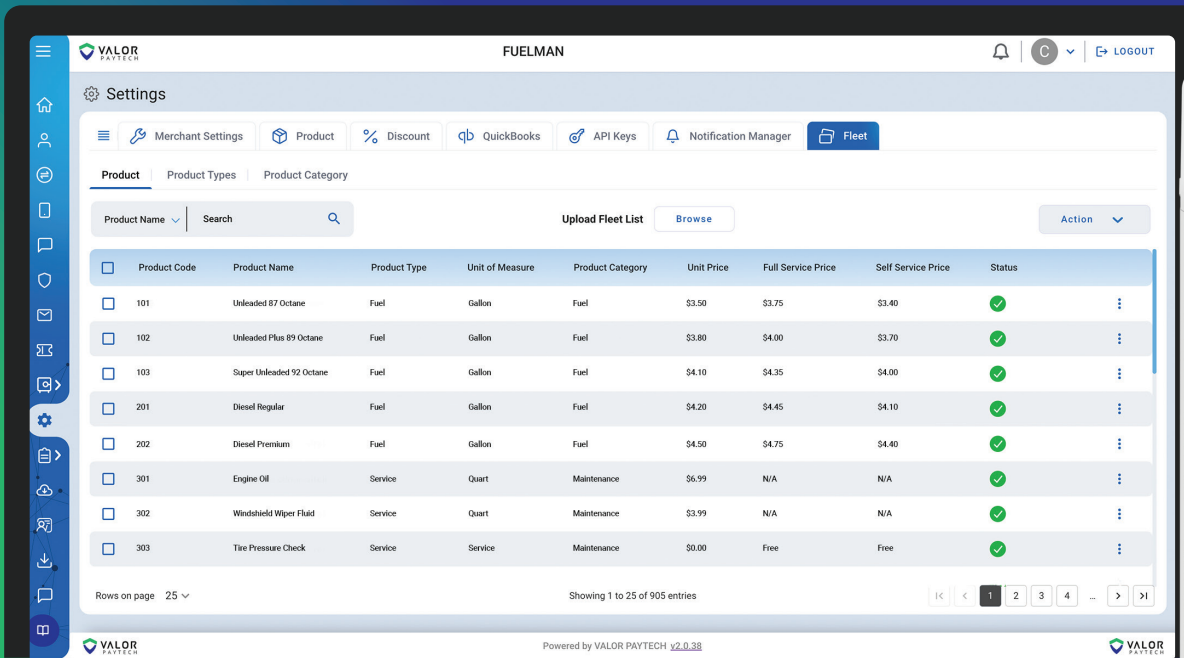 VALOR
PAYTECH
FUELMAN
C
LOGOUT
Settings
Merchant Settings
Product
Discount
qb QuickBooks
API Keys
Notification Manager
Fleet
Product
Product Types
Product Category
Product Name
Search
Upload Fleet List
Browse
Action
Product Code Product Name Product Type Unit of Measure Product Category Unit Price Full Service Price Self Service Price Status
101 Unleaded 87 Octane Fuel Gallon Fuel $3.50 $3.75 $3.40
102 Unleaded Plus 89 Octane Fuel Gallon Fuel $3.80 $4.00 $3.70
103 Super Unleaded 92 Octane Fuel Gallon Fuel $4.10 $4.35 $4.00
201 Diesel Regular Fuel Gallon Fuel $4.20 $4.45 $4.10
202 Diesel Premium Fuel Gallon Fuel $4.50 $4.75 $4.40
301 Engine Oil Service Quart Maintenance $6.99 N/A N/A
302 Windshield Wiper Fluid Service Quart Maintenance $3.99 N/A N/A
303 Tire Pressure Check Service Service Maintenance $0.00 Free Free
Rows on page 25
Showing 1 to 25 of 905 entries
1 2 3 4 ...
VALOR
PAYTECH
Powered by VALOR PAYTECH v2.0.38
VALOR
PAYTECH